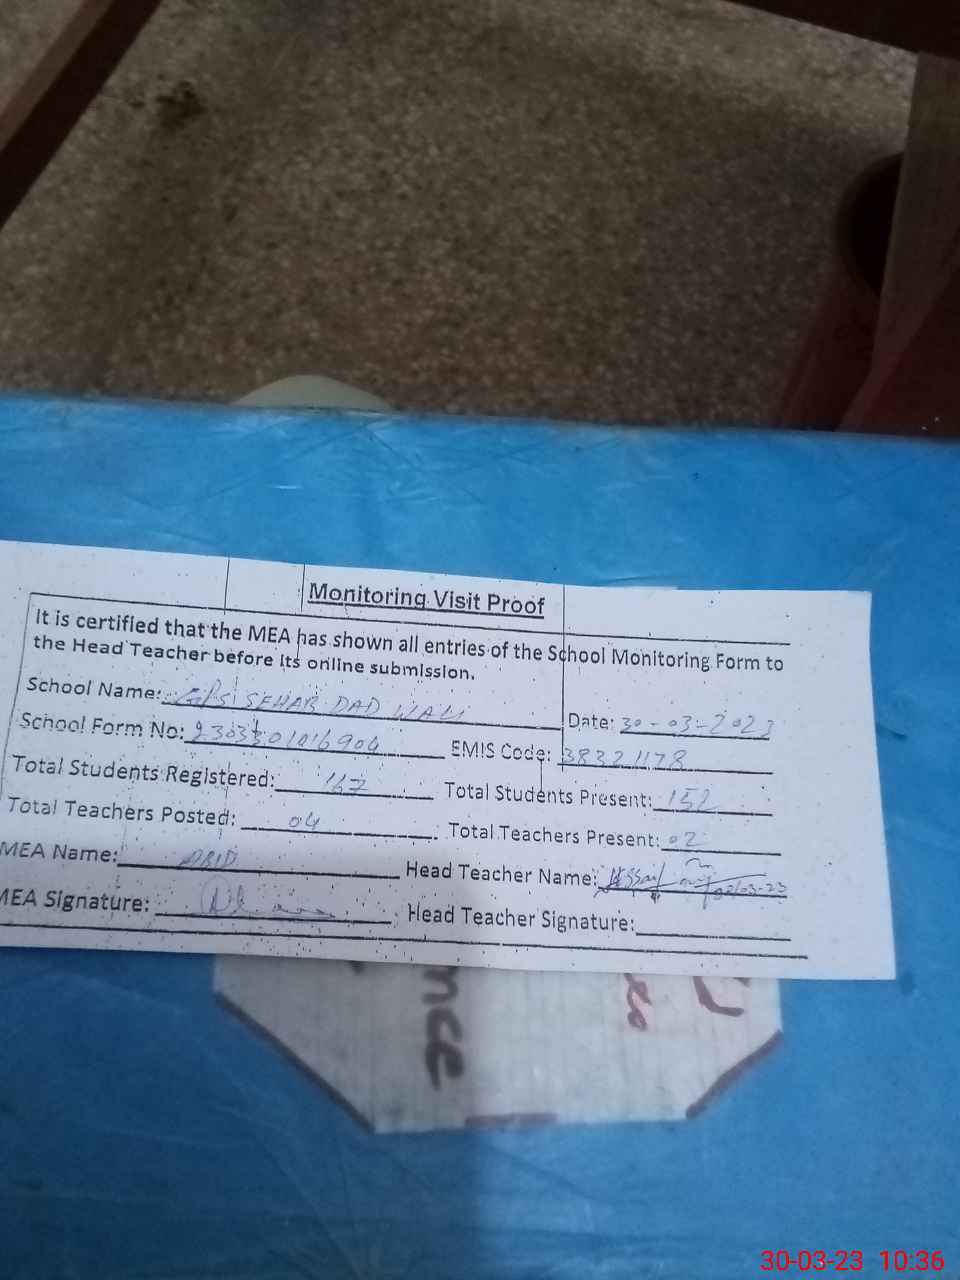 Monitoring Visit Proof
It is certified that the MEA has shown all entries of the School Monitoring Form to
the Head Teacher before its online submission.
School Name: SEHAR DAD WALI Date: 30-03-2023
School Form No: EMIS Code: 38321178
Total Students Registered: 167 Total Students Present: 152
Total Teachers Posted: 04 Total Teachers Present: 02
MEA Name: ABID Head Teacher Name:
MEA Signature: Head Teacher Signature:
nce
30-03-23 10:36